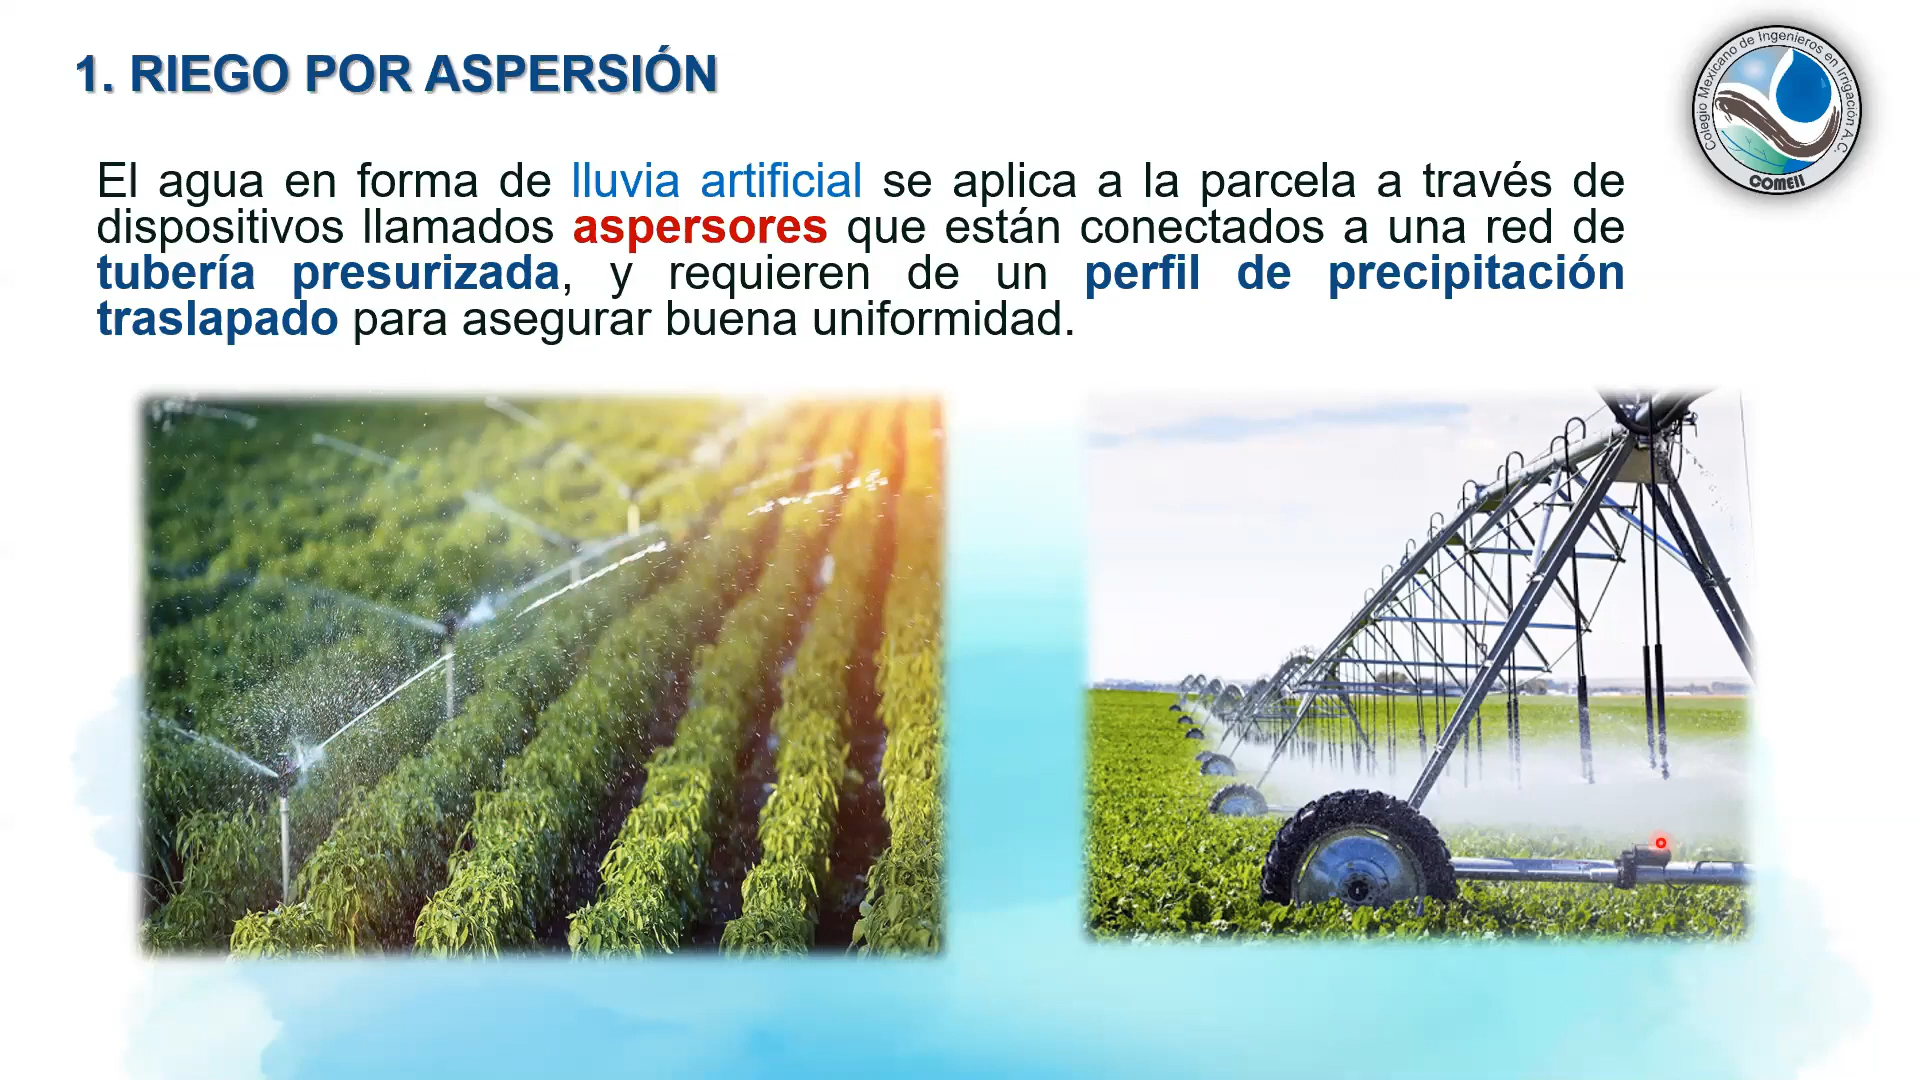 1. RIEGO POR ASPERSIÓN
Colegio Mexicano de Ingenieros en Irrigación A.C.
COMEII
El agua en forma de lluvia artificial se aplica a la parcela a través de
dispositivos llamados aspersores que están conectados a una red de
tubería presurizada, y requieren de un perfil de precipitación
traslapado para asegurar buena uniformidad.